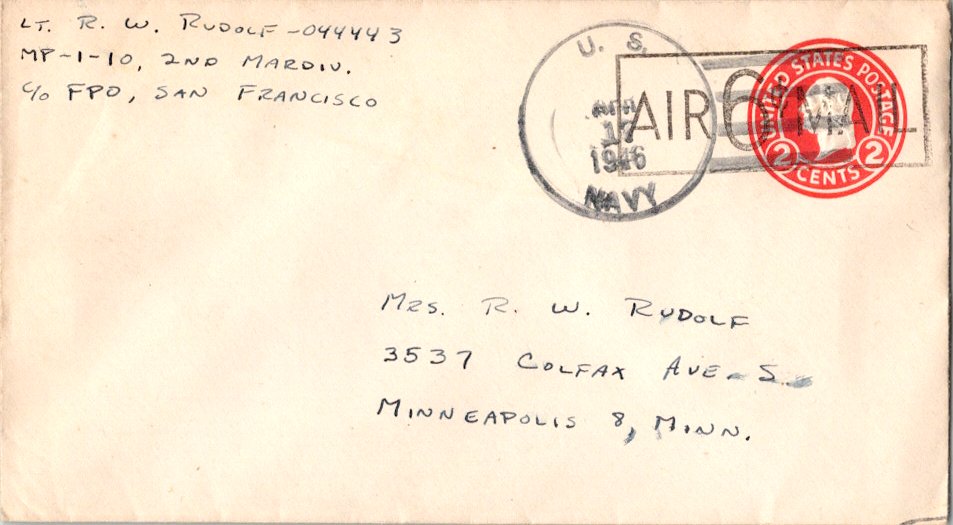 LT. R. W. RUDOLF - 044443
MP-1-10, 2ND MARDIV.
C/O FPO, SAN FRANCISCO
U. S.
APR
17
1946
NAVY
AIR 6¢ MAIL
UNITED STATES POSTAGE
2 CENTS 2
MRS. R. W. RUDOLF
3537 COLFAX AVE. S.
MINNEAPOLIS 8, MINN.